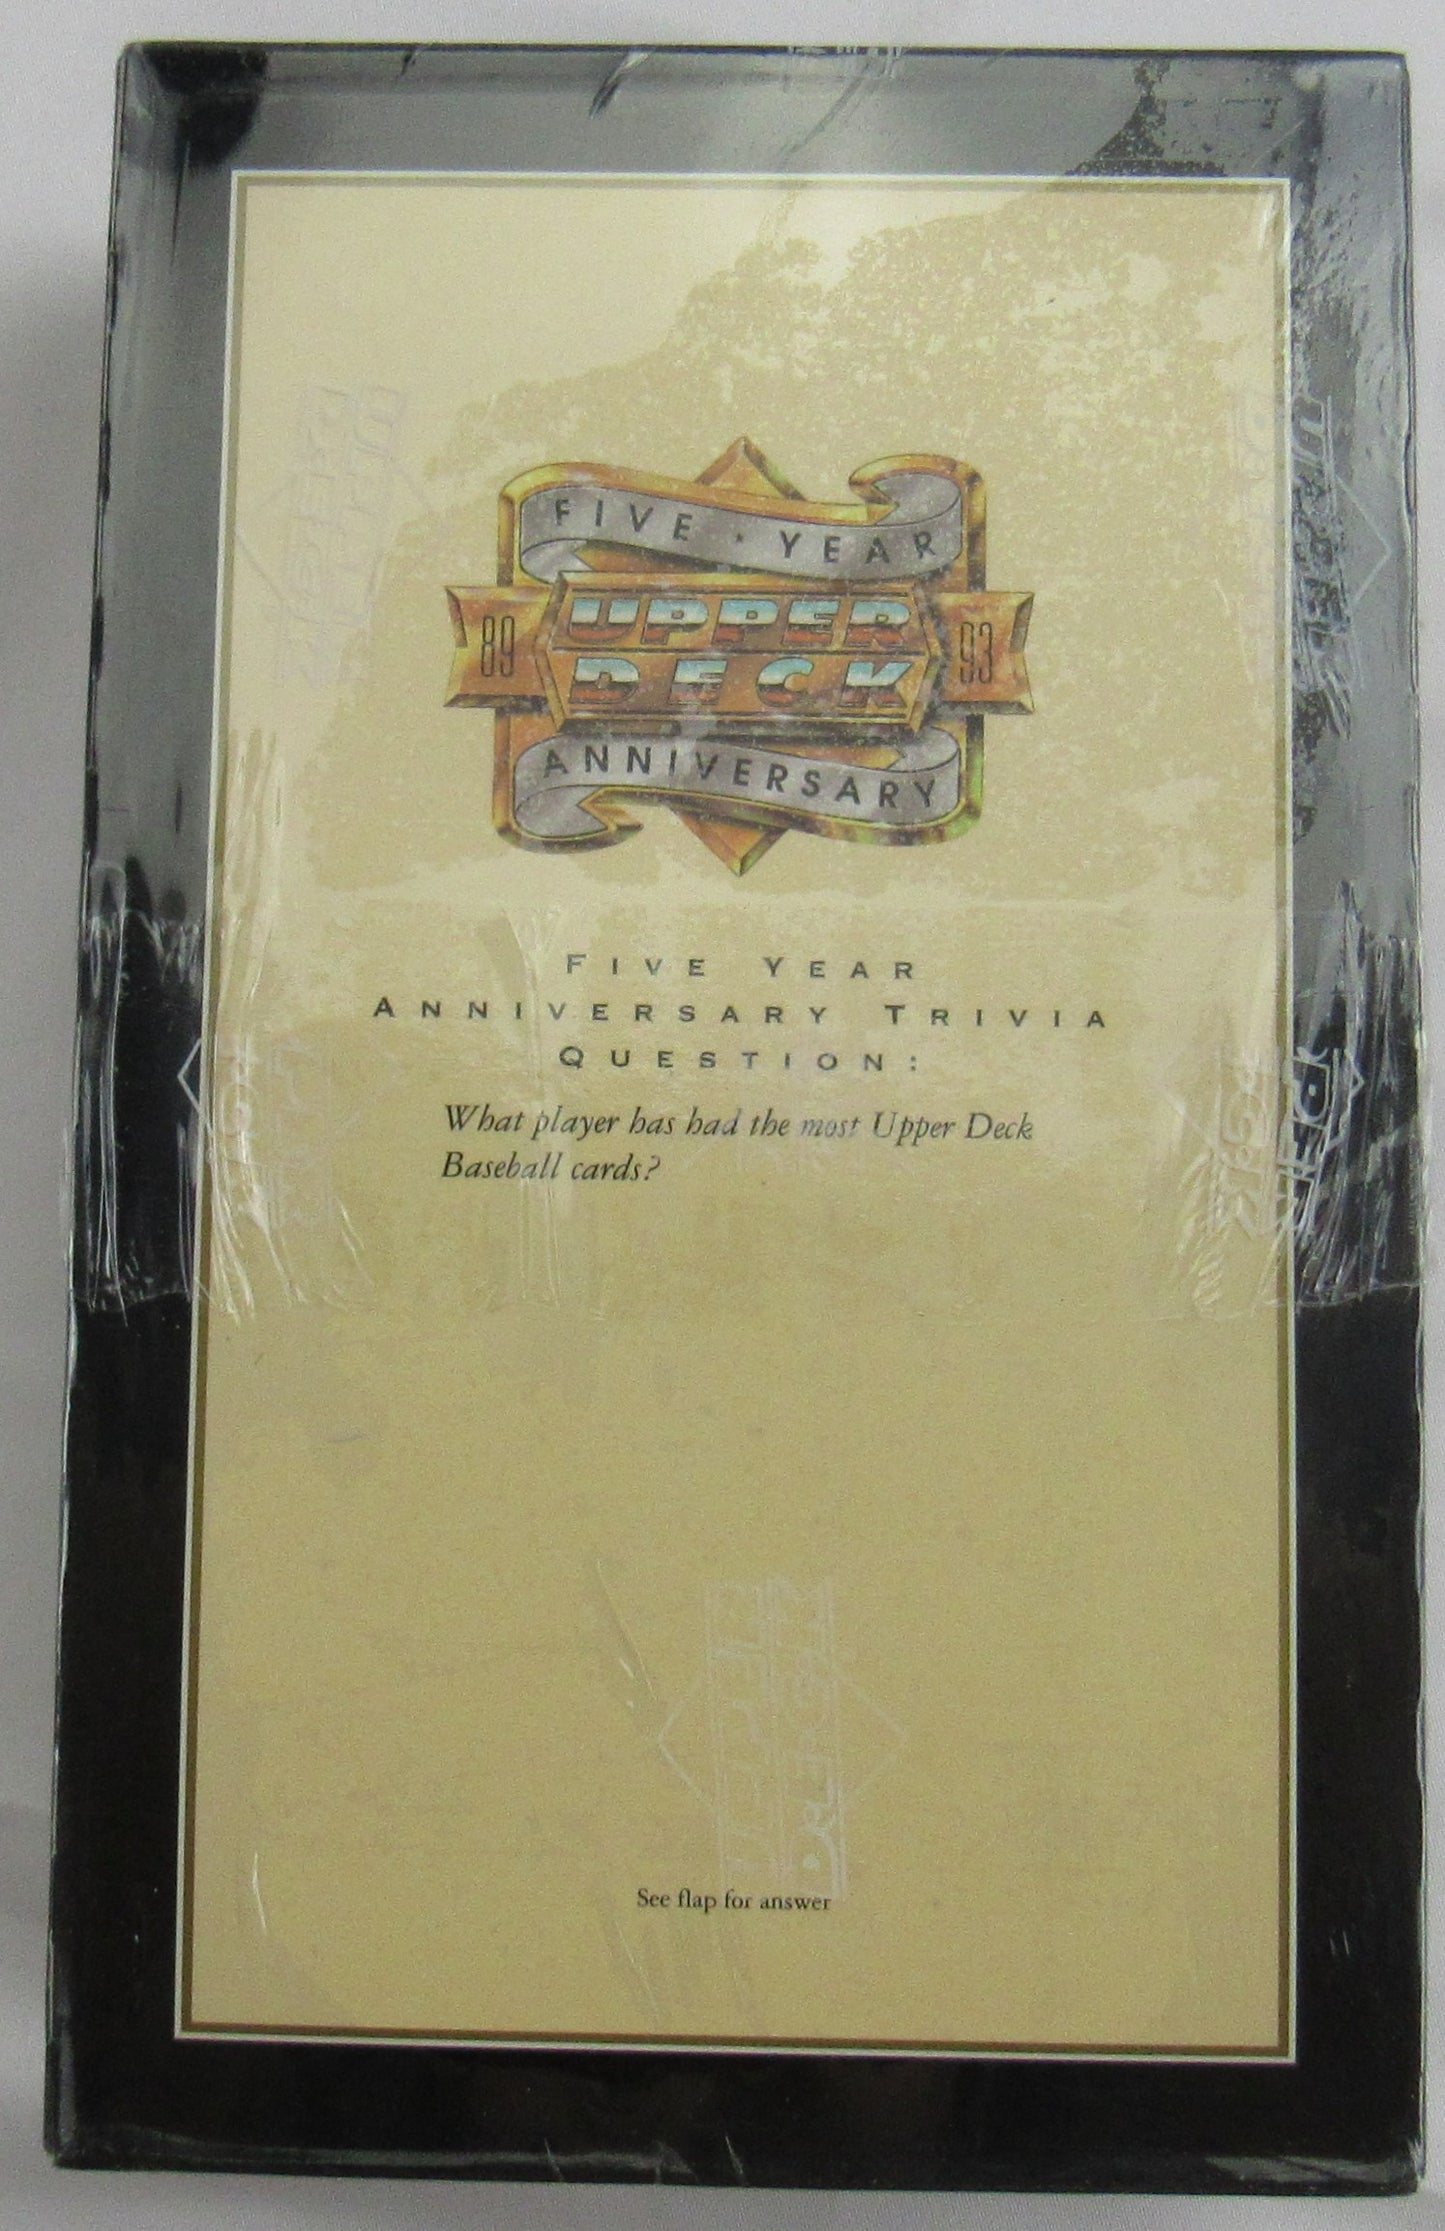 FIVE · YEAR
89 UPPER 93
DECK
ANNIVERSARY
FIVE YEAR
ANNIVERSARY TRIVIA
QUESTION:
What player has had the most Upper Deck
Baseball cards?
See flap for answer